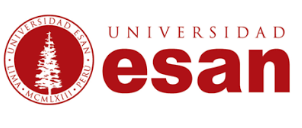 UNIVERSIDAD ESAN
LIMA · MCMLXIII · PERU
UNIVERSIDAD
esan